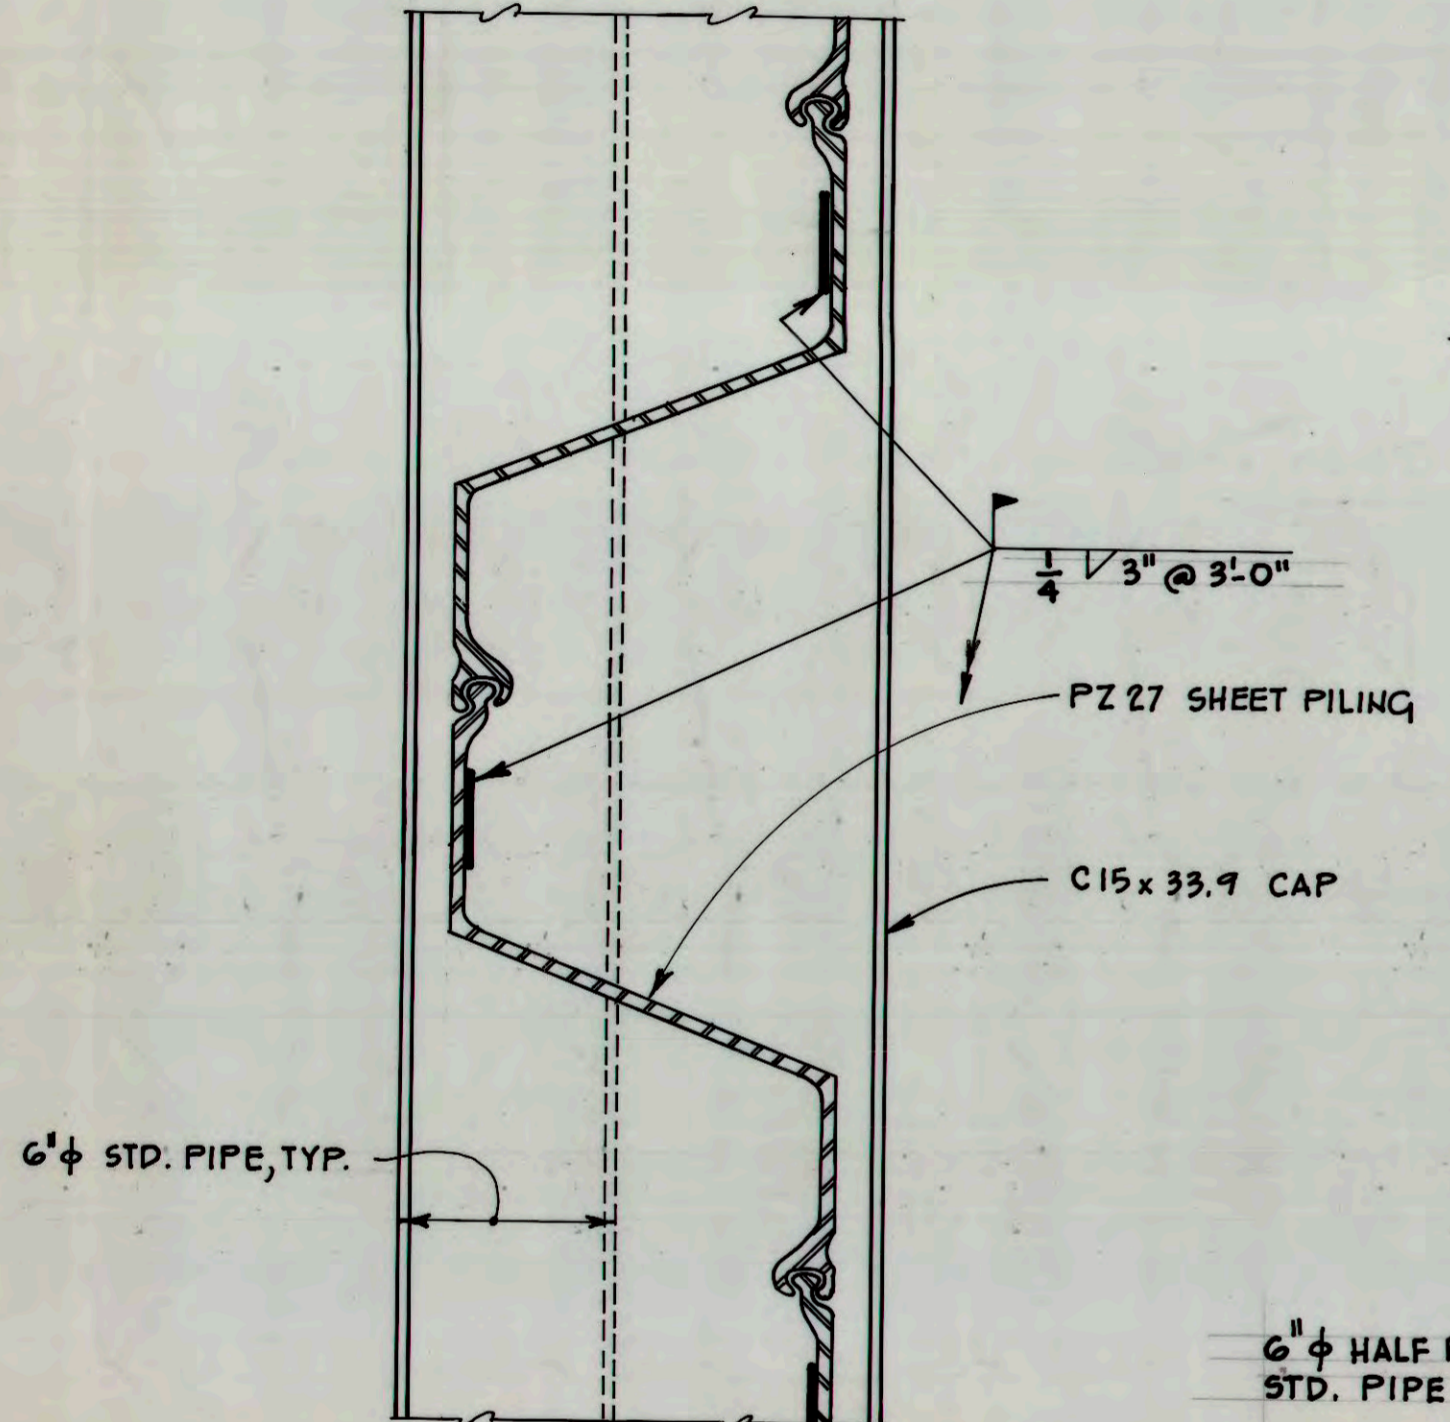 1/4 3" @ 3'-0"
PZ 27 SHEET PILING
C15 x 33.9 CAP
6"ϕ STD. PIPE, TYP.
6"ϕ HALF
STD. PIPE